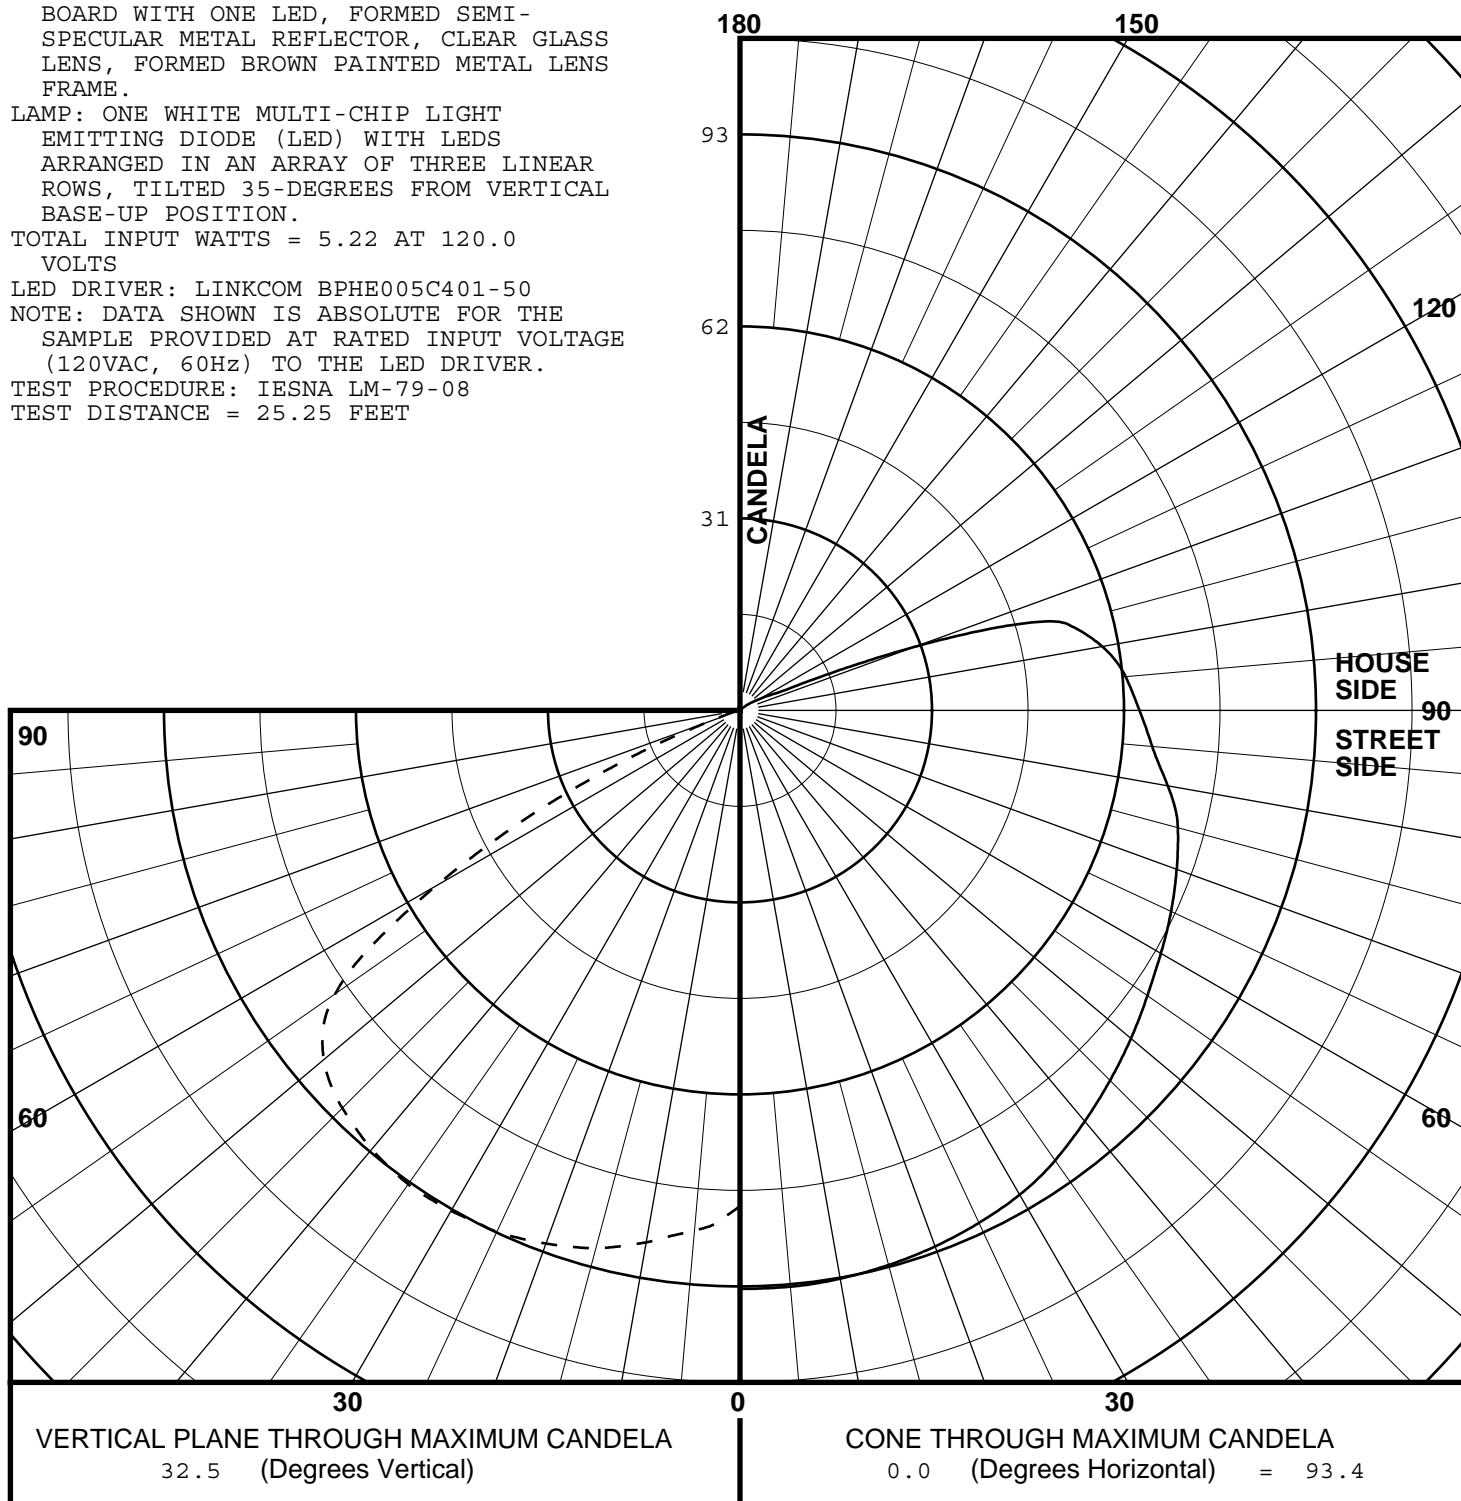 BOARD WITH ONE LED, FORMED SEMI-
SPECULAR METAL REFLECTOR, CLEAR GLASS
LENS, FORMED BROWN PAINTED METAL LENS
FRAME.
LAMP: ONE WHITE MULTI-CHIP LIGHT
EMITTING DIODE (LED) WITH LEDS
ARRANGED IN AN ARRAY OF THREE LINEAR
ROWS, TILTED 35-DEGREES FROM VERTICAL
BASE-UP POSITION.
TOTAL INPUT WATTS = 5.22 AT 120.0
VOLTS
LED DRIVER: LINKCOM BPHE005C401-50
NOTE: DATA SHOWN IS ABSOLUTE FOR THE
SAMPLE PROVIDED AT RATED INPUT VOLTAGE
(120VAC, 60Hz) TO THE LED DRIVER.
TEST PROCEDURE: IESNA LM-79-08
TEST DISTANCE = 25.25 FEET
180
150
93
62
120
31
CANDELA
HOUSE
SIDE
90
90
STREET
SIDE
60
60
30
0
30
VERTICAL PLANE THROUGH MAXIMUM CANDELA
32.5 (Degrees Vertical)
CONE THROUGH MAXIMUM CANDELA
0.0 (Degrees Horizontal) = 93.4